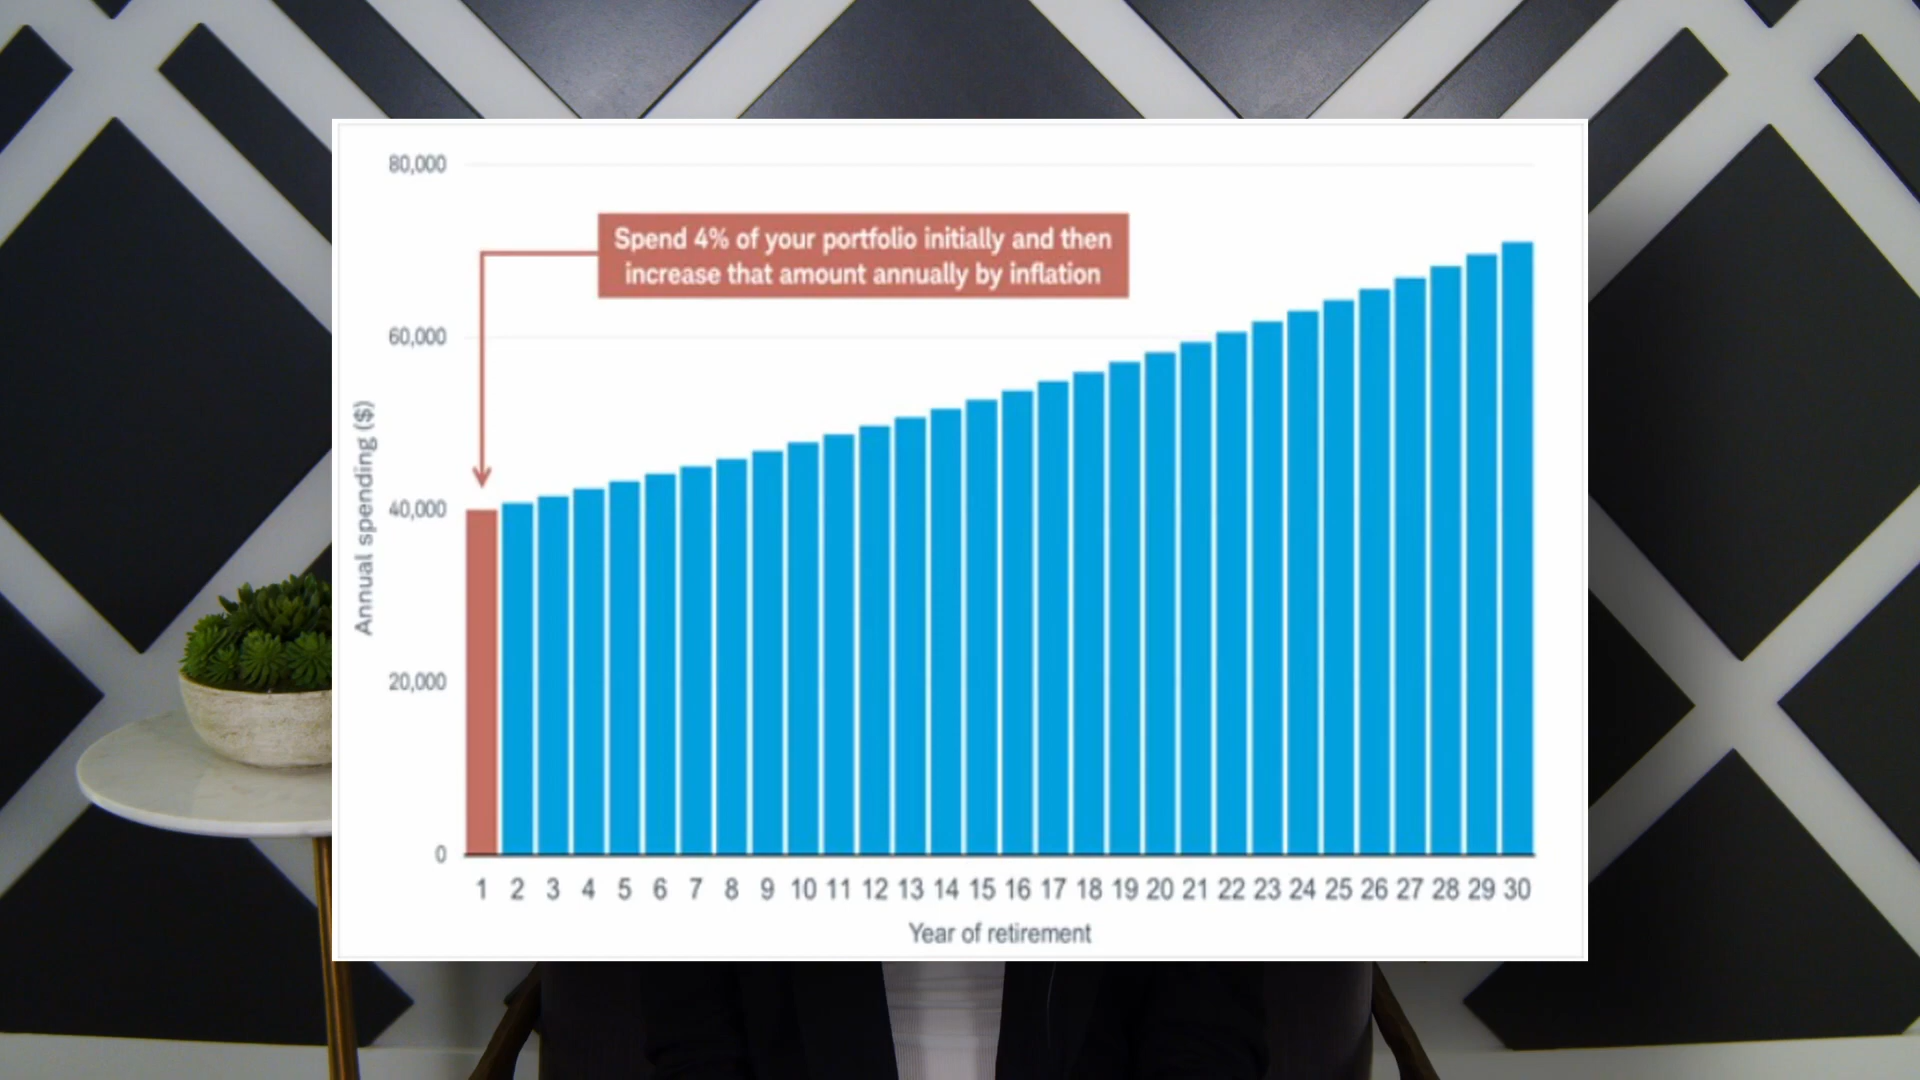 80,000
Spend 4% of your portfolio initially and then
increase that amount annually by inflation
60,000
Annual spending ($)
40,000
20,000
0
1 2 3 4 5 6 7 8 9 10 11 12 13 14 15 16 17 18 19 20 21 22 23 24 25 26 27 28 29 30
Year of retirement